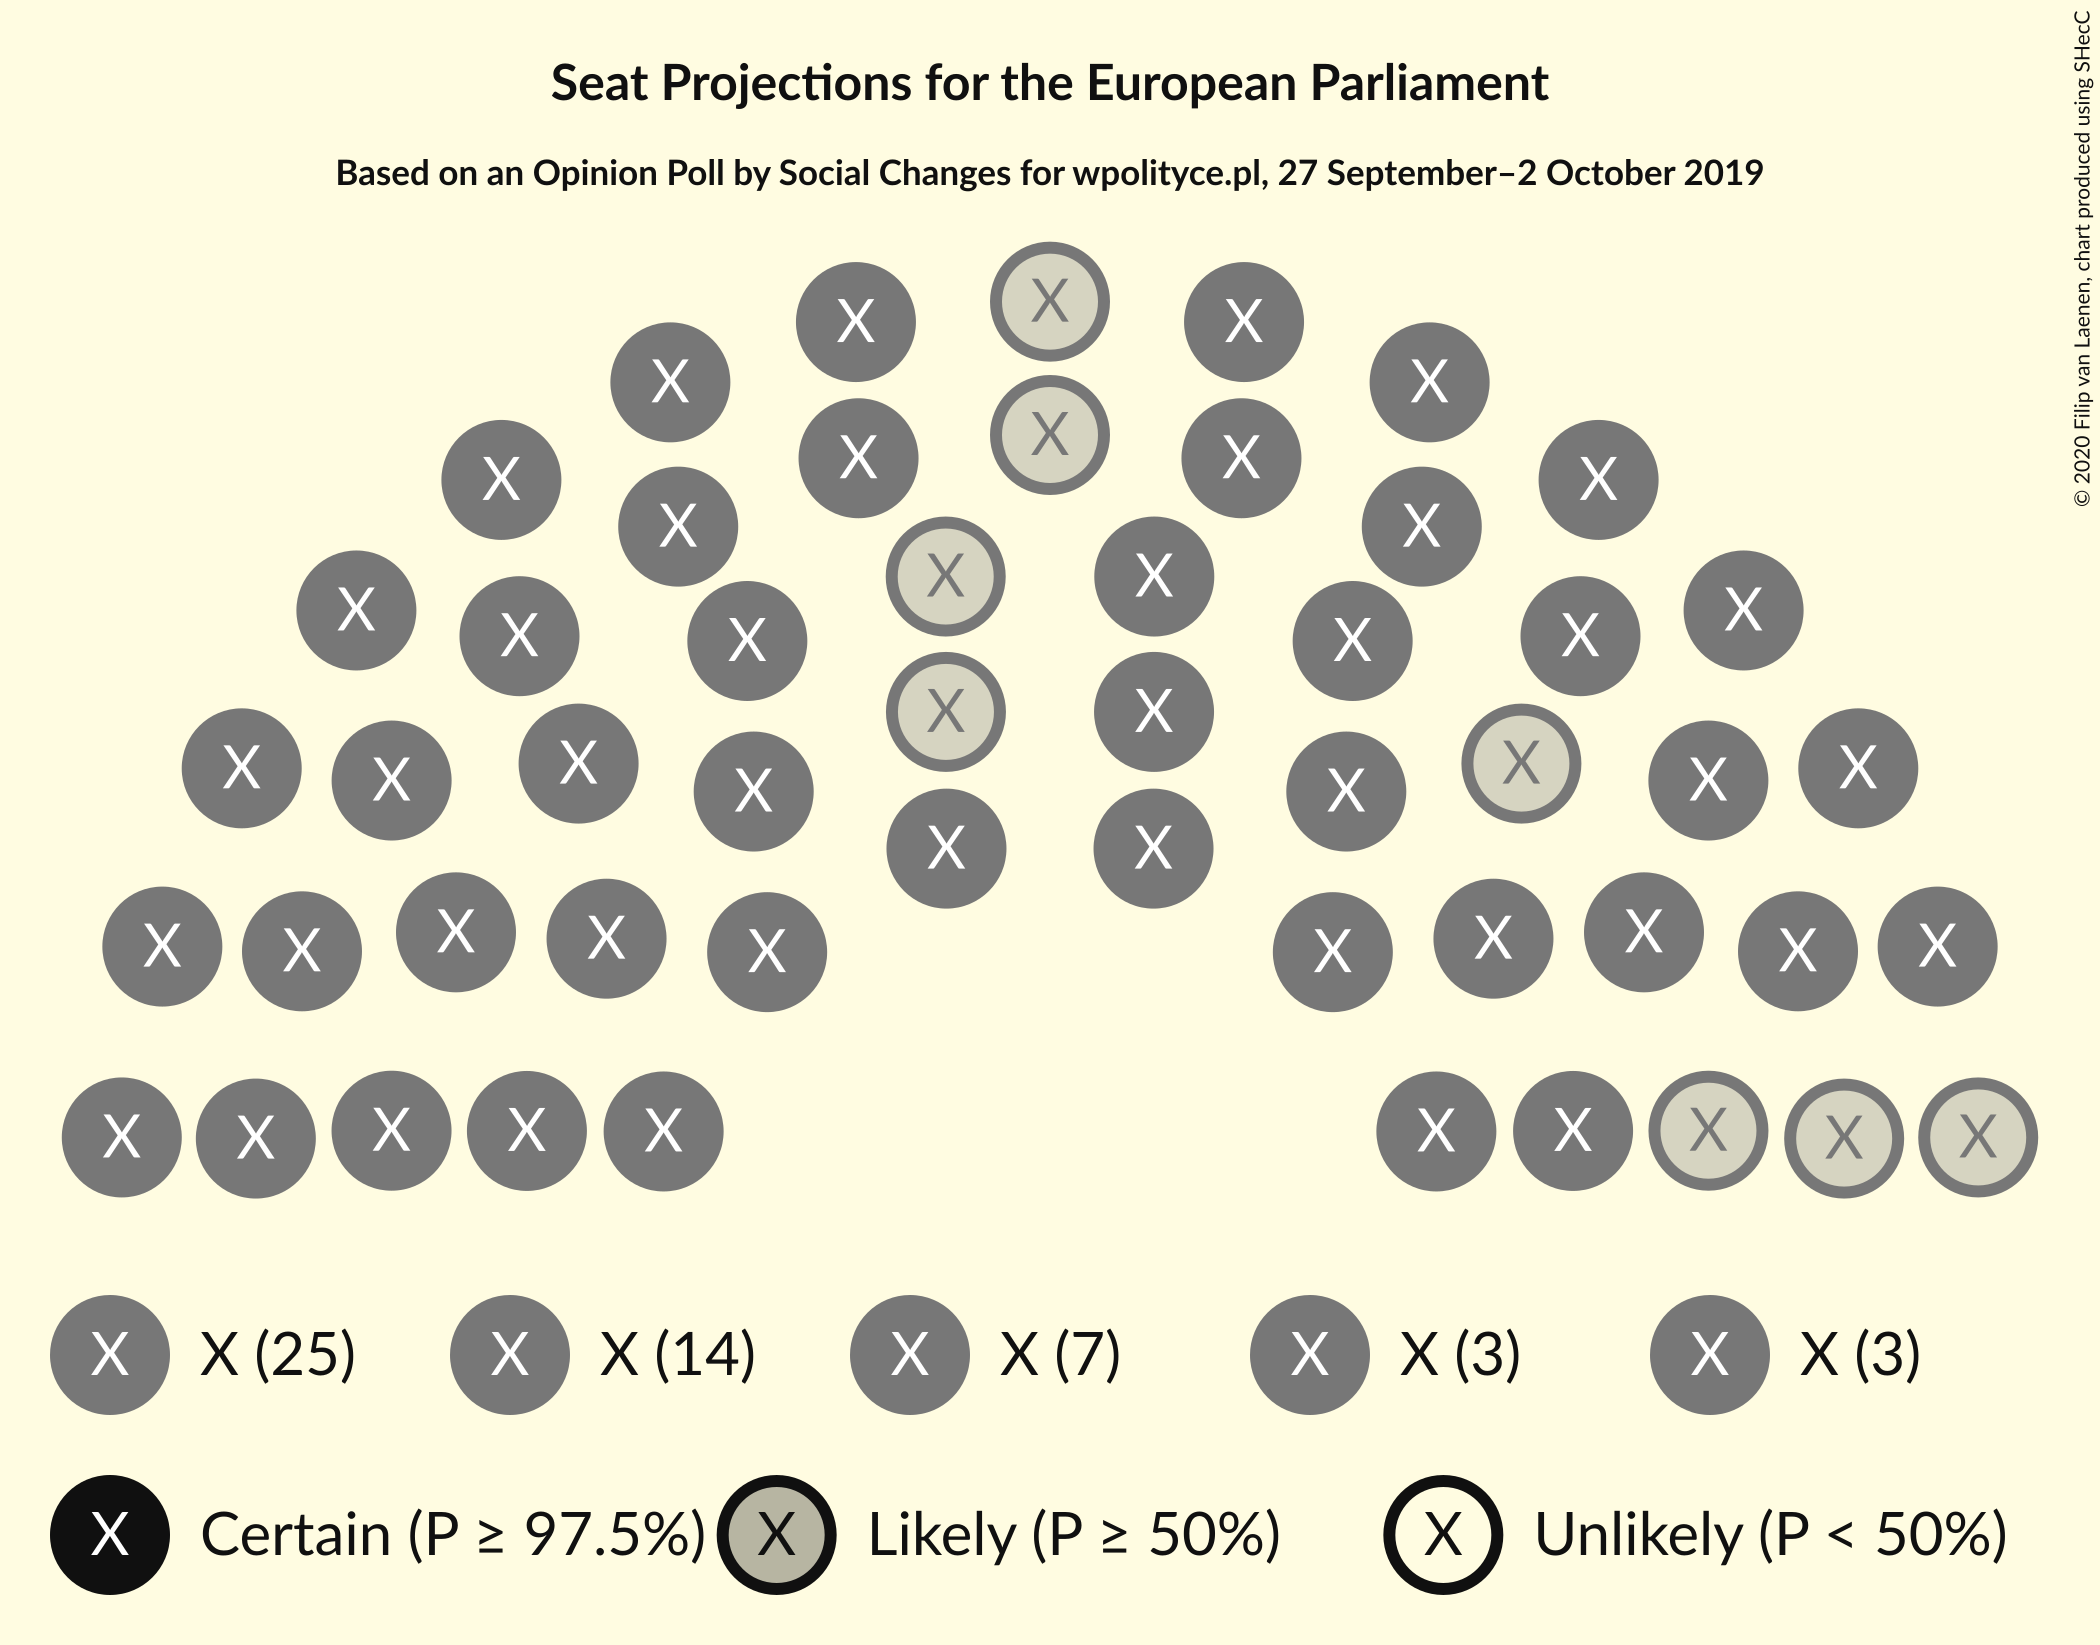 Seat Projections for the European Parliament
Based on an Opinion Poll by Social Changes for wpolityce.pl, 27 September–2 October 2019
© 2020 Filip van Laenen, chart produced using SHecC
X
X X
X X
X
X X
X X
X X
X X
X X
X X
X X
X X
X X
X X
X X X X
X X
X X
X X X X
X X X X
X X
X X X X X X X X X X
X X X X X X X X X X
X X (25) X X (14) X X (7) X X (3) X X (3)
X Certain (P ≥ 97.5%) X Likely (P ≥ 50%) X Unlikely (P < 50%)